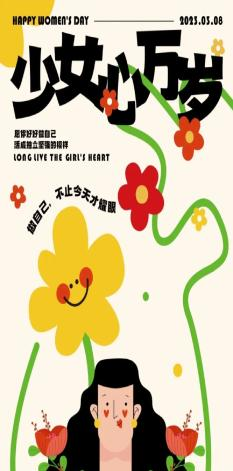 HAPPY WOMEN'S DAY 2023.03.08
少女心万岁
愿你好好做自己
活成独立坚强的模样
LONG LIVE THE GIRL'S HEART
做自己，不止今天才耀眼